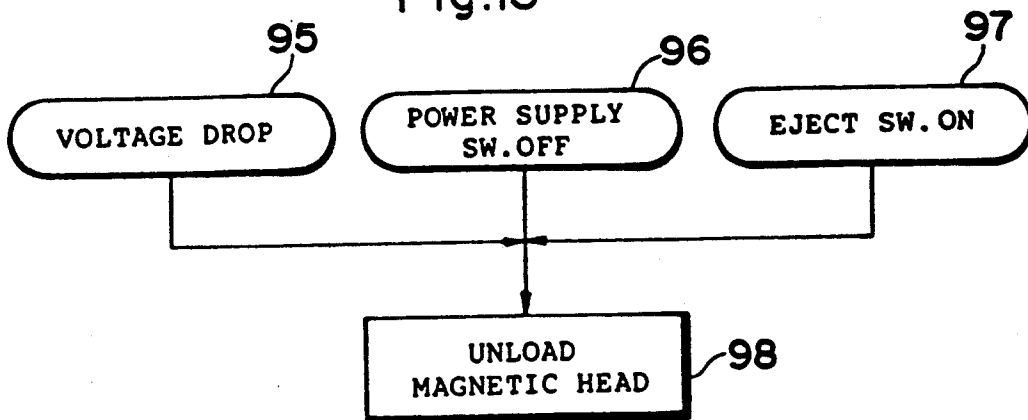 95
96
97
VOLTAGE DROP
POWER SUPPLY
SW.OFF
EJECT SW.ON
UNLOAD
MAGNETIC HEAD
98